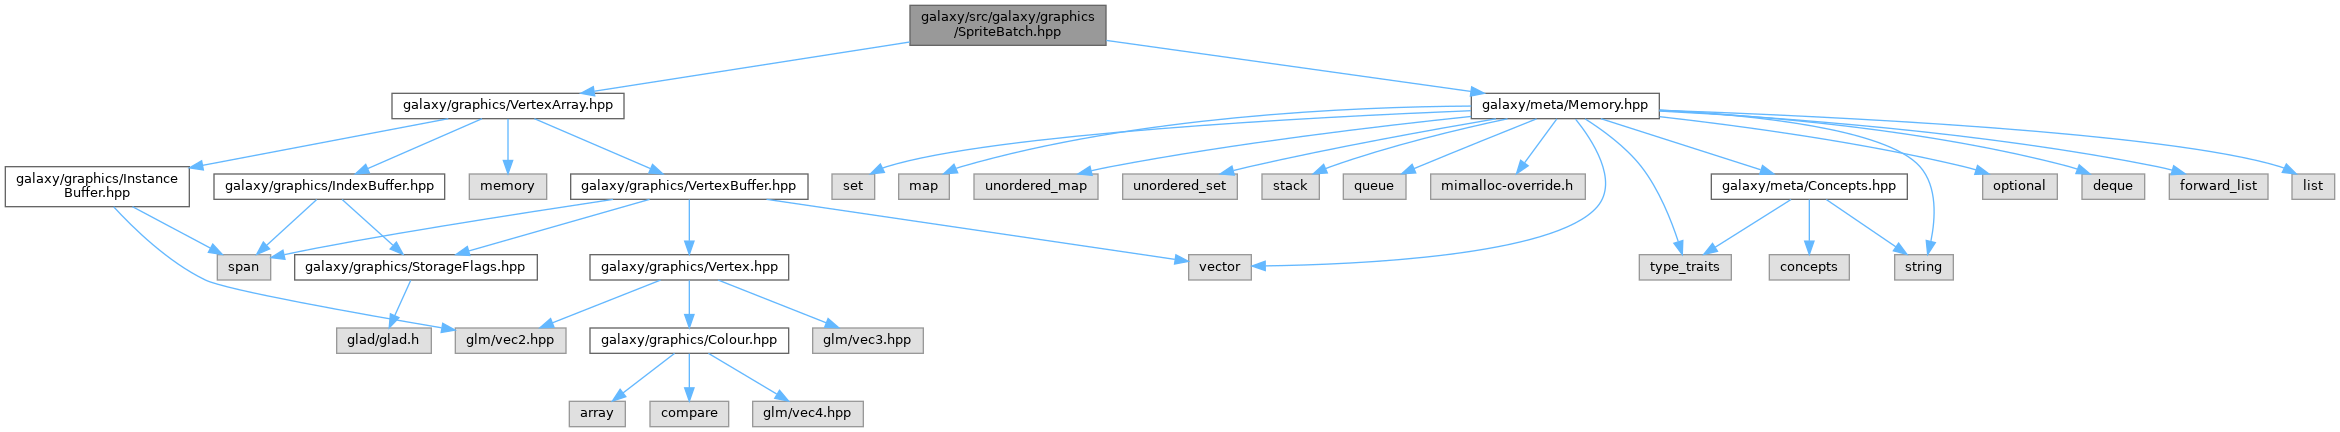 galaxy/src/galaxy/graphics
/SpriteBatch.hpp
galaxy/graphics/VertexArray.hpp
galaxy/meta/Memory.hpp
galaxy/graphics/Instance
Buffer.hpp
galaxy/graphics/IndexBuffer.hpp
memory
galaxy/graphics/VertexBuffer.hpp
set
map
unordered_map
unordered_set
stack
queue
mimalloc-override.h
galaxy/meta/Concepts.hpp
optional
deque
forward_list
list
span
galaxy/graphics/StorageFlags.hpp
galaxy/graphics/Vertex.hpp
vector
type_traits
concepts
string
glad/glad.h
glm/vec2.hpp
galaxy/graphics/Colour.hpp
glm/vec3.hpp
array
compare
glm/vec4.hpp